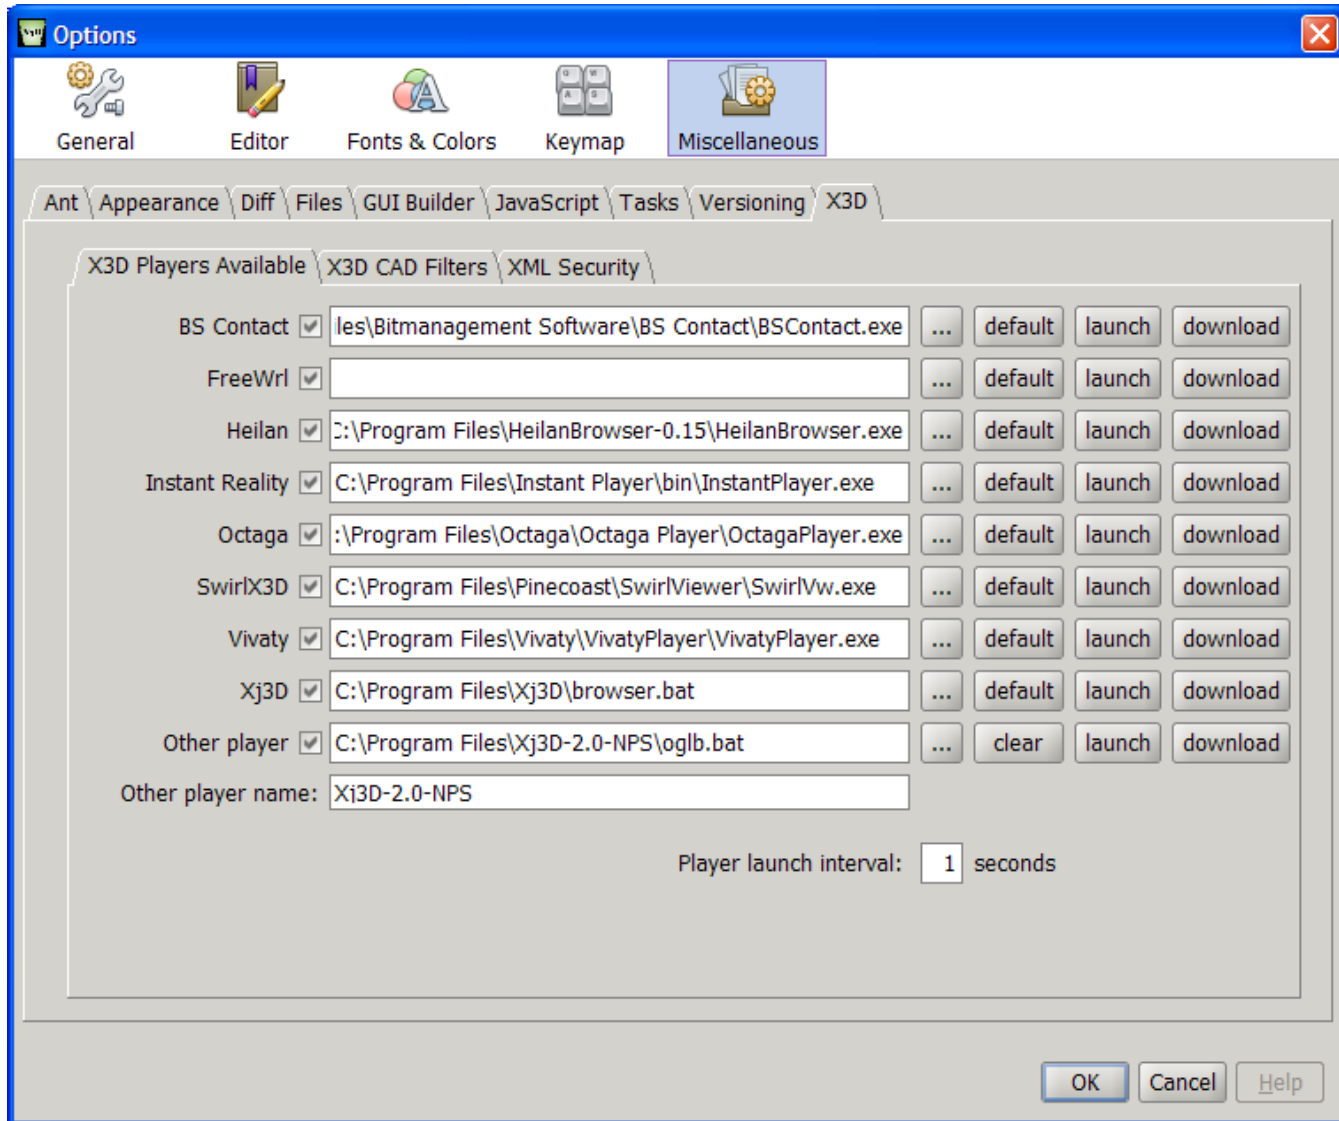 Options
General Editor Fonts & Colors Keymap Miscellaneous
Ant Appearance Diff Files GUI Builder JavaScript Tasks Versioning X3D
X3D Players Available X3D CAD Filters XML Security
BS Contact iles\Bitmanagement Software\BS Contact\BSContact.exe ... default launch download
FreeWrl ... default launch download
Heilan C:\Program Files\HeilanBrowser-0.15\HeilanBrowser.exe ... default launch download
Instant Reality C:\Program Files\Instant Player\bin\InstantPlayer.exe ... default launch download
Octaga :\Program Files\Octaga\Octaga Player\OctagaPlayer.exe ... default launch download
SwirlX3D C:\Program Files\Pinecoast\SwirlViewer\SwirlVw.exe ... default launch download
Vivaty C:\Program Files\Vivaty\VivatyPlayer\VivatyPlayer.exe ... default launch download
Xj3D C:\Program Files\Xj3D\browser.bat ... default launch download
Other player C:\Program Files\Xj3D-2.0-NPS\oglb.bat ... clear launch download
Other player name: Xj3D-2.0-NPS
Player launch interval: 1 seconds
OK Cancel Help